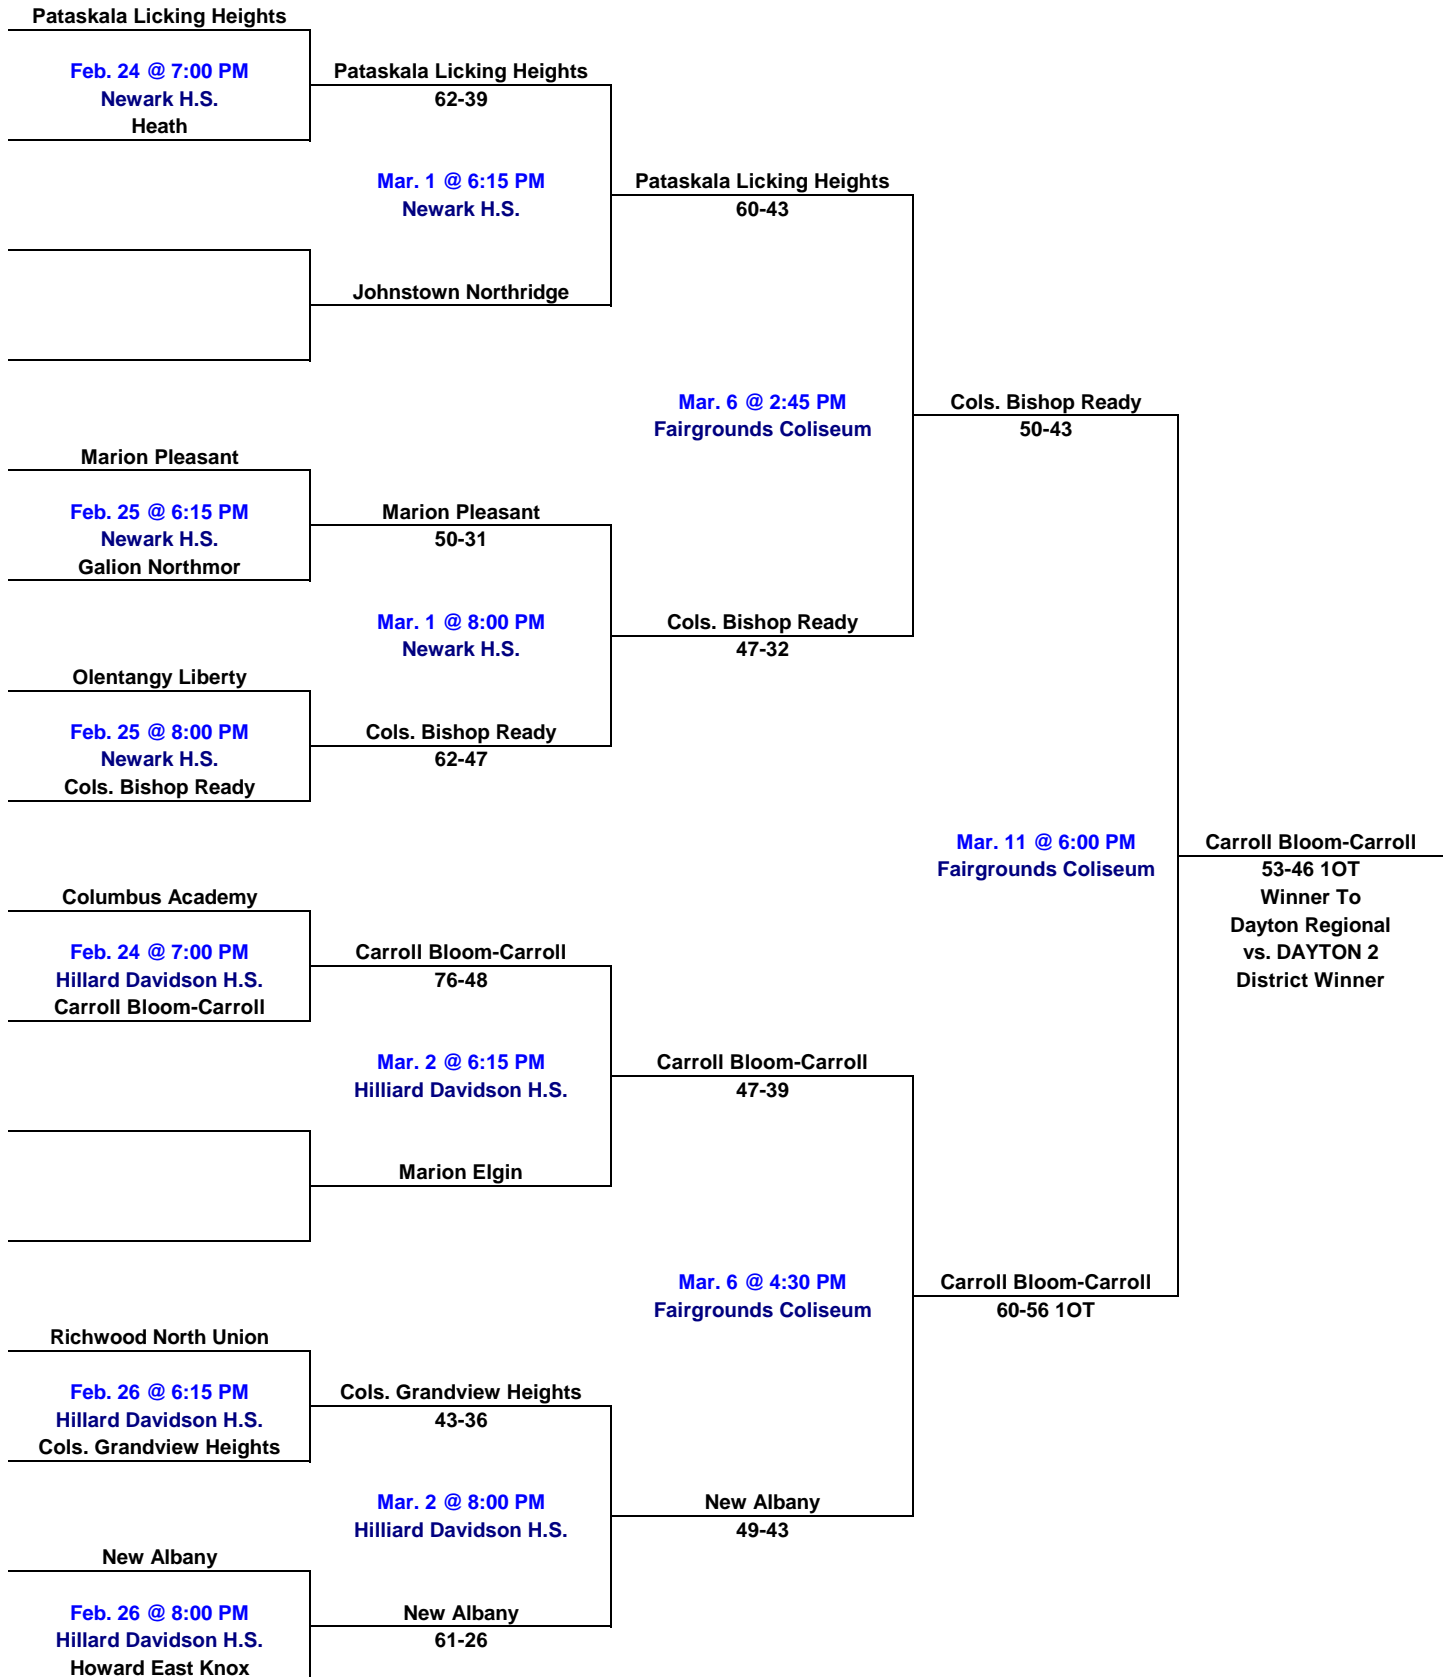 Pataskala Licking Heights
Feb. 24 @ 7:00 PM
Newark H.S.
Heath
Pataskala Licking Heights
62-39
Mar. 1 @ 6:15 PM
Newark H.S.
Johnstown Northridge
Pataskala Licking Heights
60-43
Marion Pleasant
Feb. 25 @ 6:15 PM
Newark H.S.
Galion Northmor
Marion Pleasant
50-31
Mar. 1 @ 8:00 PM
Newark H.S.
Olentangy Liberty
Feb. 25 @ 8:00 PM
Newark H.S.
Cols. Bishop Ready
Cols. Bishop Ready
62-47
Cols. Bishop Ready
47-32
Mar. 6 @ 2:45 PM
Fairgrounds Coliseum
Cols. Bishop Ready
50-43
Columbus Academy
Feb. 24 @ 7:00 PM
Hillard Davidson H.S.
Carroll Bloom-Carroll
Carroll Bloom-Carroll
76-48
Mar. 2 @ 6:15 PM
Hilliard Davidson H.S.
Marion Elgin
Carroll Bloom-Carroll
47-39
Richwood North Union
Feb. 26 @ 6:15 PM
Hillard Davidson H.S.
Cols. Grandview Heights
Cols. Grandview Heights
43-36
Mar. 2 @ 8:00 PM
Hilliard Davidson H.S.
New Albany
Feb. 26 @ 8:00 PM
Hillard Davidson H.S.
Howard East Knox
New Albany
61-26
New Albany
49-43
Mar. 6 @ 4:30 PM
Fairgrounds Coliseum
Carroll Bloom-Carroll
60-56 1OT
Mar. 11 @ 6:00 PM
Fairgrounds Coliseum
Carroll Bloom-Carroll
53-46 1OT
Winner To
Dayton Regional
vs. DAYTON 2
District Winner